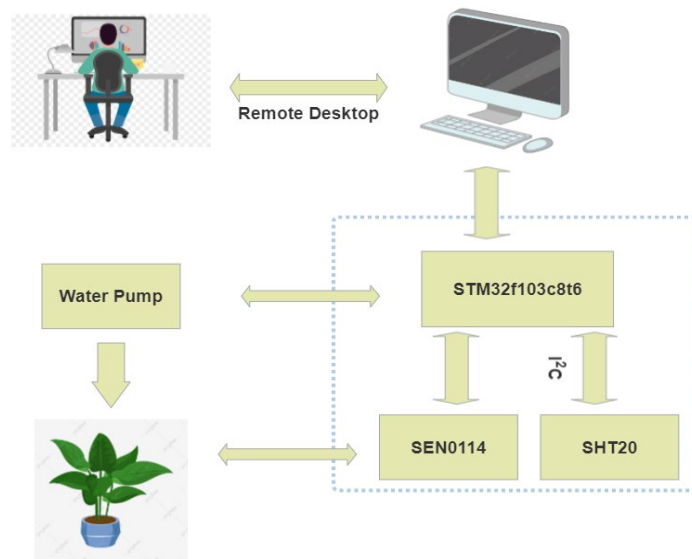 Remote Desktop
Water Pump
STM32f103c8t6
I²C
SEN0114
SHT20